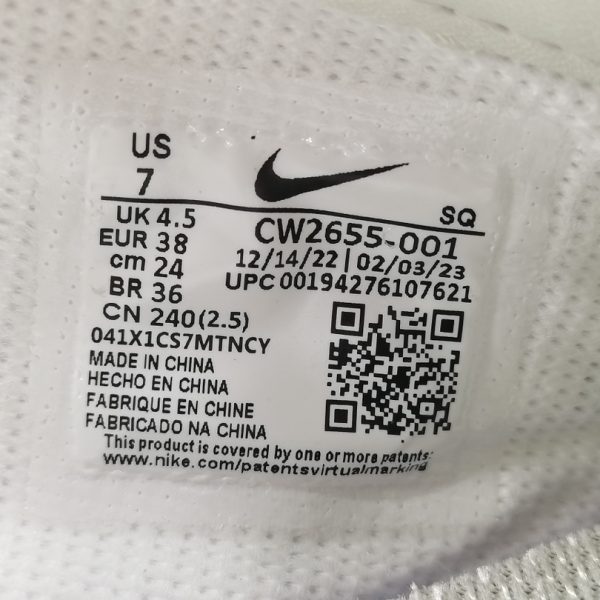 US
7
SQ
UK 4.5
EUR 38
cm 24
BR 36
CN 240(2.5)
CW2655-001
12/14/22 | 02/03/23
UPC 00194276107621
041X1CS7MTNCY
MADE IN CHINA
HECHO EN CHINA
FABRIQUE EN CHINE
FABRICADO NA CHINA
This product is covered by one or more patents:
www.nike.com/patentsvirtualmarking